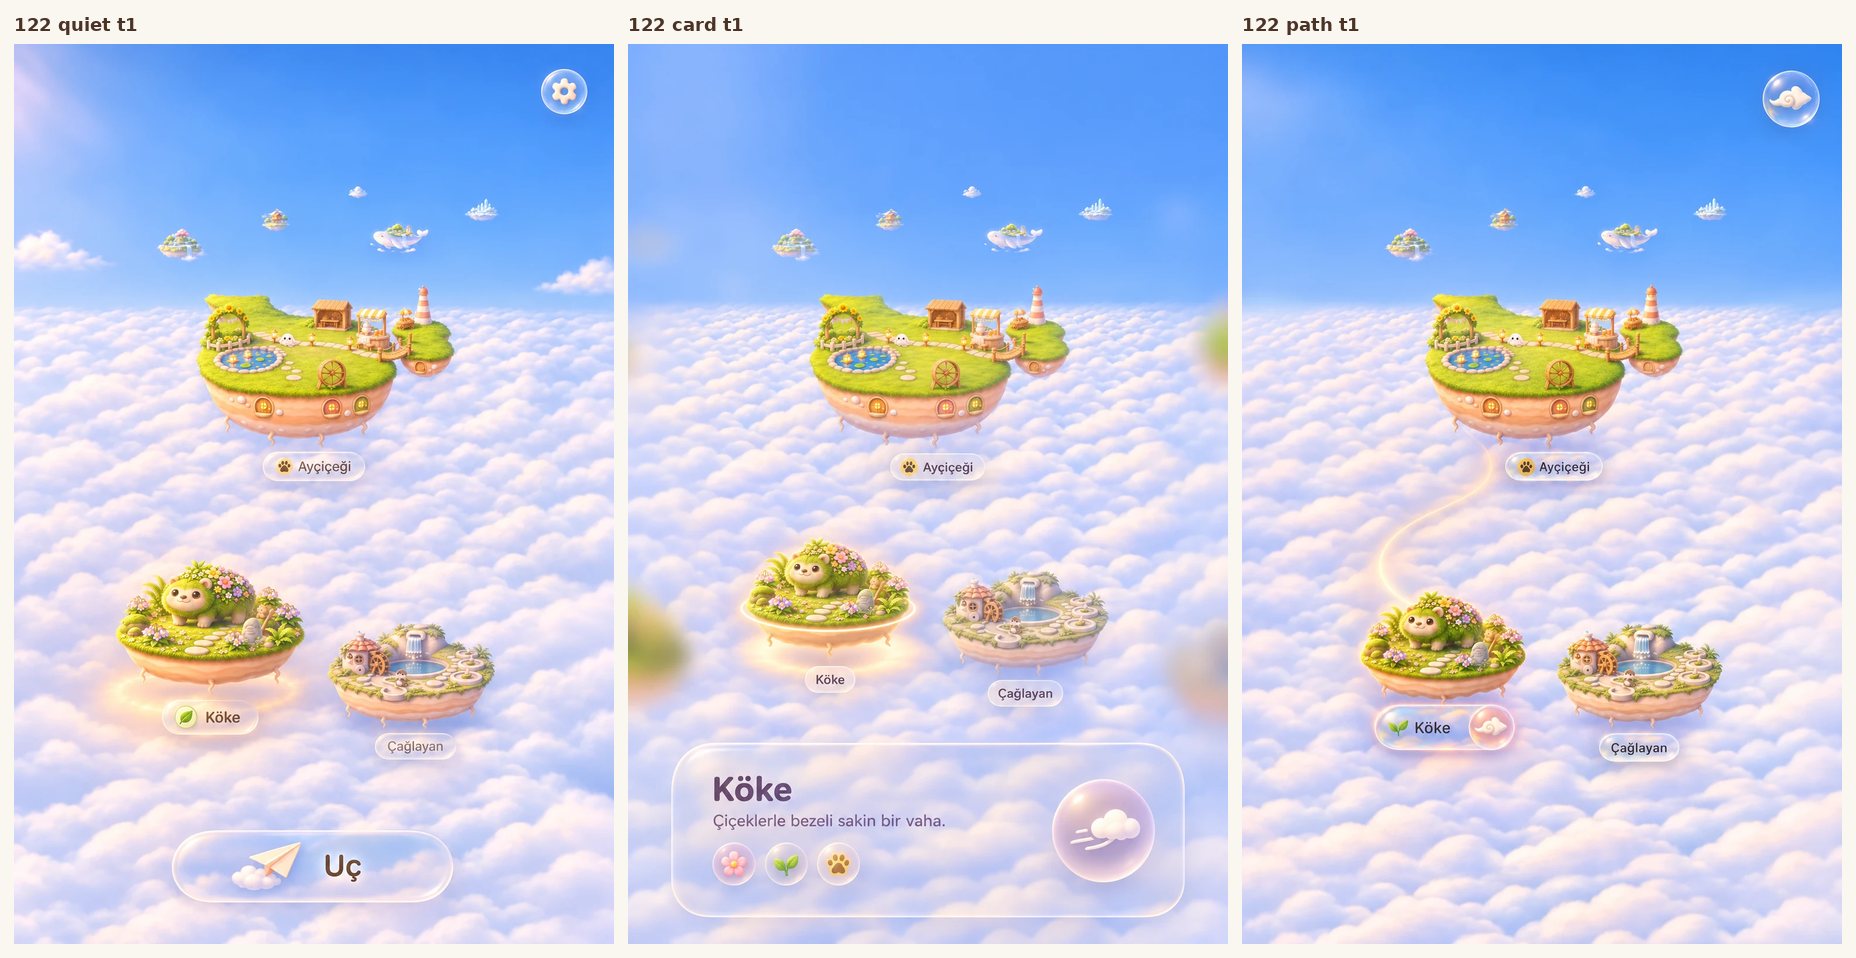 122 quiet t1
Ayçiçeği
Köke
Çağlayan
Uç
122 card t1
Ayçiçeği
Köke
Çağlayan
Köke
Çiçeklerle bezeli sakin bir vaha.
122 path t1
Ayçiçeği
Köke
Çağlayan